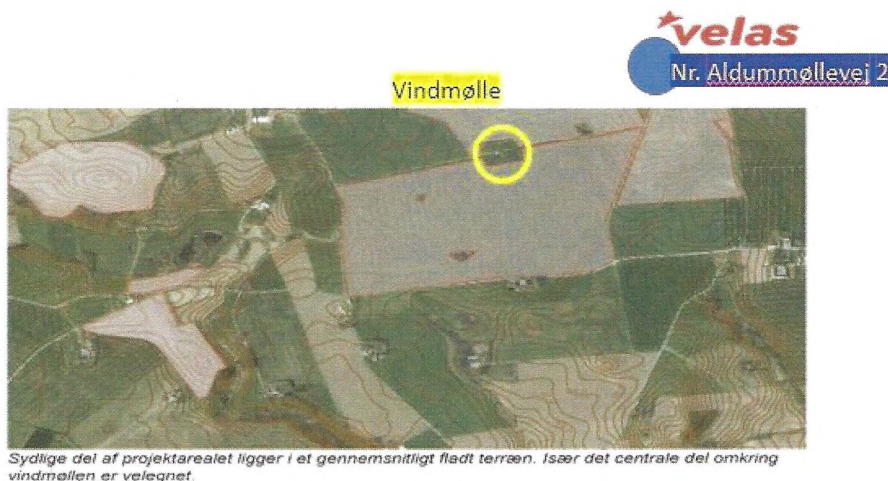 velas
Nr. Aldummøllevej 2
Vindmølle
Sydlige del af projektarealet ligger i et gennemsnitligt fladt terræn. Især det centrale del omkring
vindmøllen er velegnet.